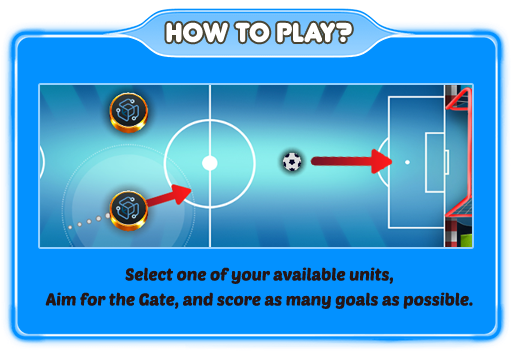 HOW TO PLAY?
Select one of your available units,
Aim for the Gate, and score as many goals as possible.